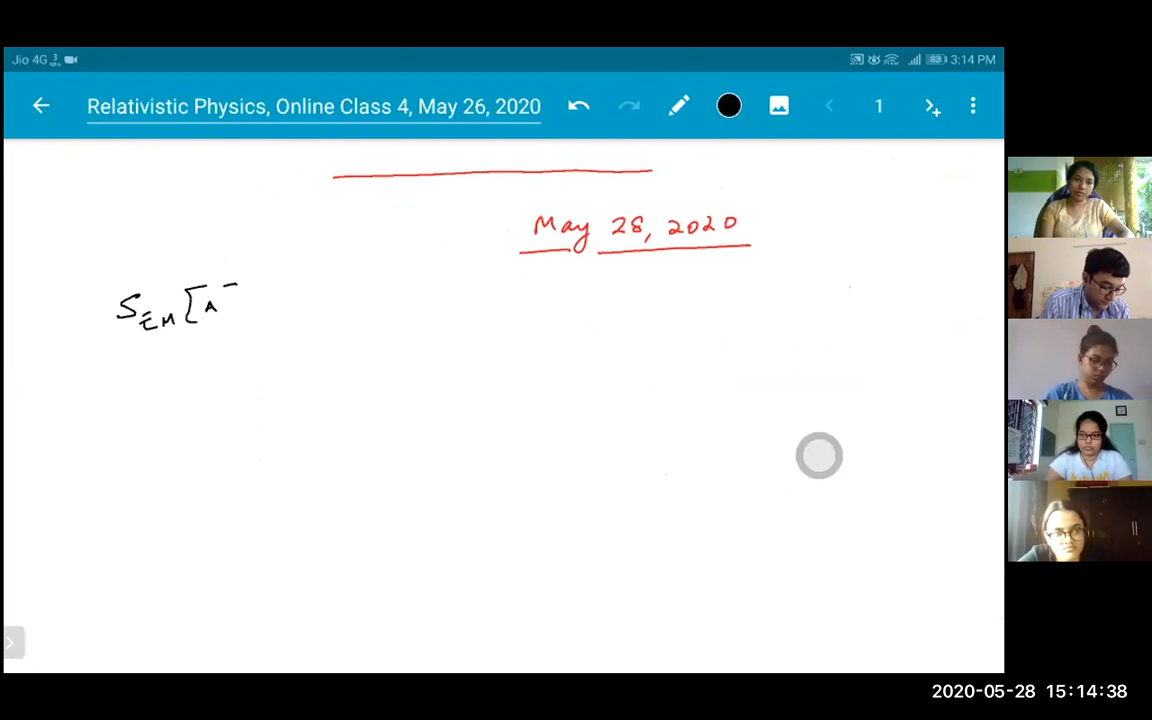 Jio 4G 3:14 PM
Relativistic Physics, Online Class 4, May 26, 2020 1
May 28, 2020
S_EM [A
2020-05-28 15:14:38